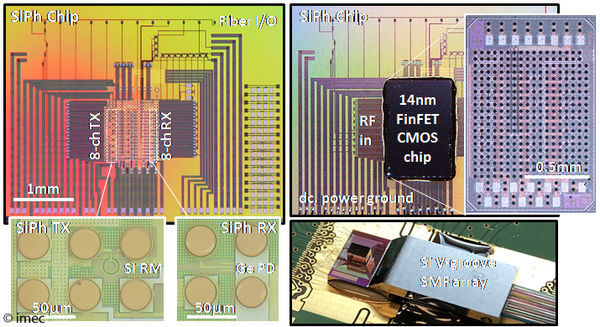 SiPh Chip
Fiber I/O
8-ch TX
8-ch RX
1mm
SiPh TX
Si RM
50μm
SiPh RX
Ge PD
50μm
© imec
SiPh Chip
RF
in
14nm
FinFET
CMOS
chip
dc, power ground
0.5mm
Si V-groove
SMF array